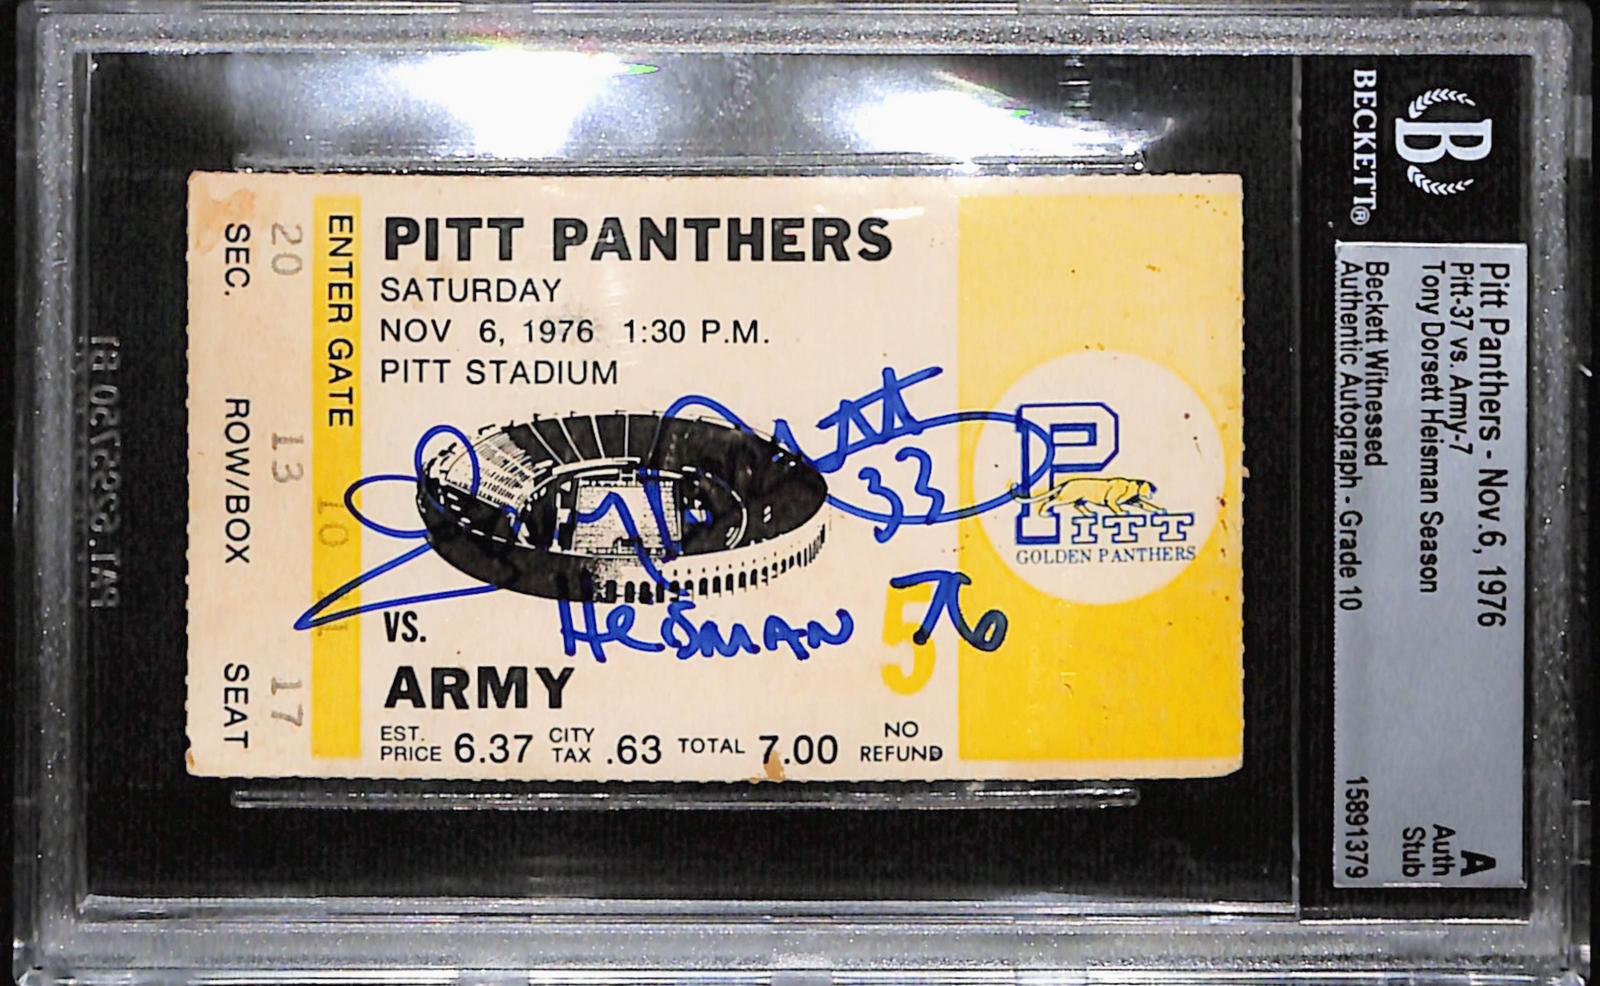 PITT PANTHERS
SATURDAY
NOV 6, 1976 1:30 P.M.
PITT STADIUM
33
HEISMAN 76
VS.
5
ARMY
EST. PRICE 6.37 CITY TAX .63 TOTAL 7.00 NO REFUND
ENTER GATE 10
20 13 17
SEC. ROW/BOX SEAT
P
PITT
GOLDEN PANTHERS
B
BECKETT®
Pitt Panthers - Nov.6, 1976
Pitt-37 vs. Army-7
Tony Dorsett Heisman Season
Beckett Witnessed
Authentic Autograph - Grade 10
A
Auth
Stub
15891379